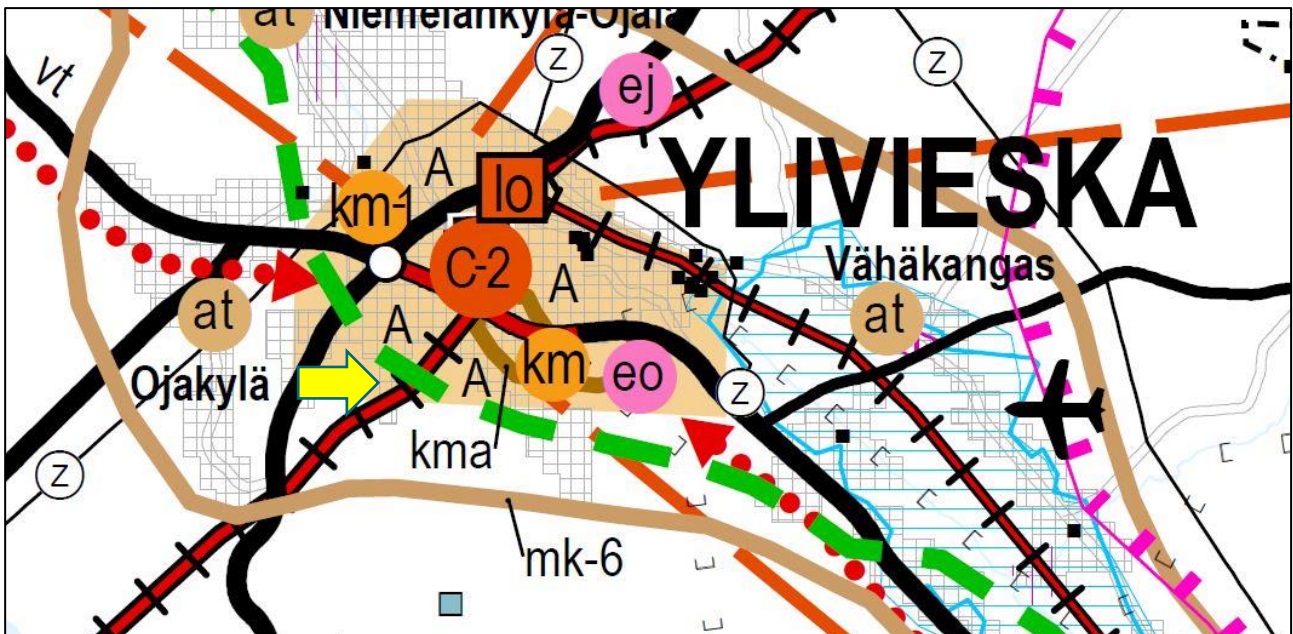 at
Niemelänkylä-Ojala
z
z
vt
ej
A
lo
YLIVIESKA
km-1
C-2
A
Vähäkangas
at
at
A
Ojakylä
A
km
eo
z
kma
z
mk-6